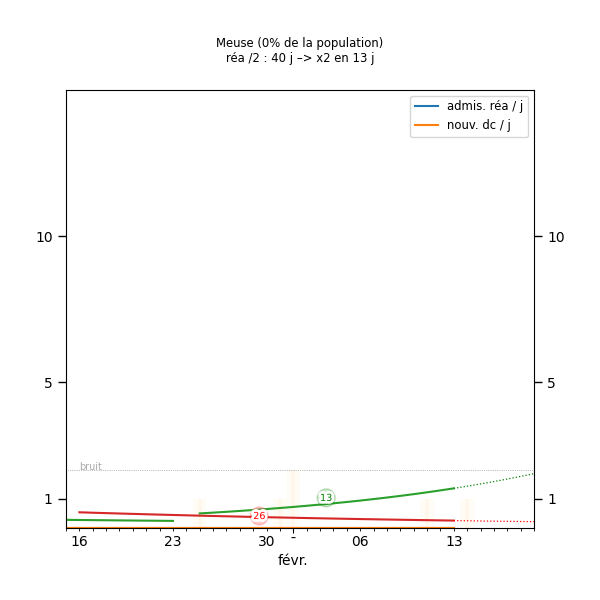 Meuse (0% de la population)
réa /2 : 40 j –> x2 en 13 j
admis. réa / j
nouv. dc / j
10 10
5 5
bruit
1 1
13
26
16 23 30 - 06 13
févr.